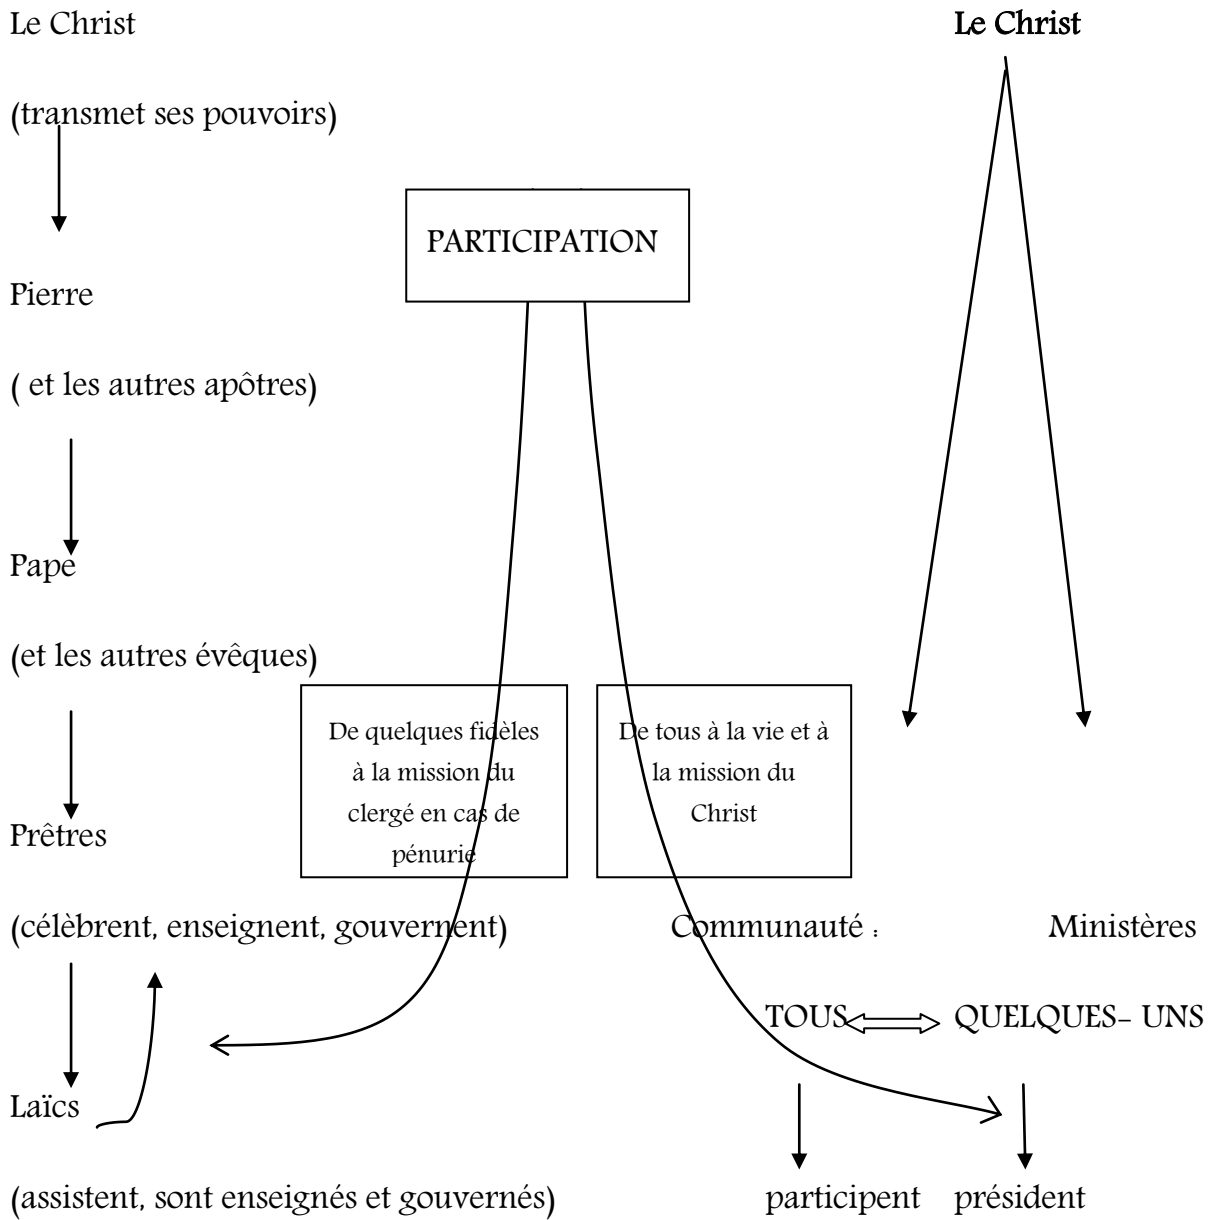 Le Christ
(transmet ses pouvoirs)
Pierre
( et les autres apôtres)
Pape
(et les autres évêques)
Prêtres
(célèbrent, enseignent, gouvernent)
Laïcs
(assistent, sont enseignés et gouvernés)
PARTICIPATION
De quelques fidèles
à la mission du
clergé en cas de
pénurie
De tous à la vie et à
la mission du
Christ
Le Christ
Communauté :
Ministères
TOUS
QUELQUES- UNS
participent
président